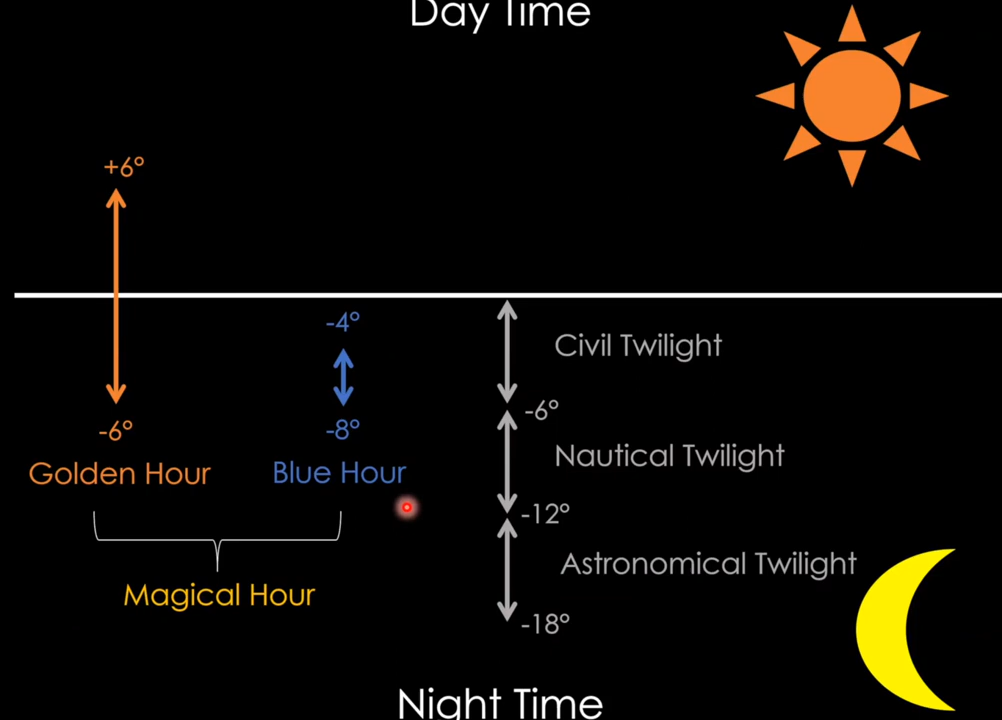 Day Time
+6°
-4°
Civil Twilight
-6°
-6°
-8°
Nautical Twilight
Golden Hour
Blue Hour
-12°
Astronomical Twilight
Magical Hour
-18°
Night Time